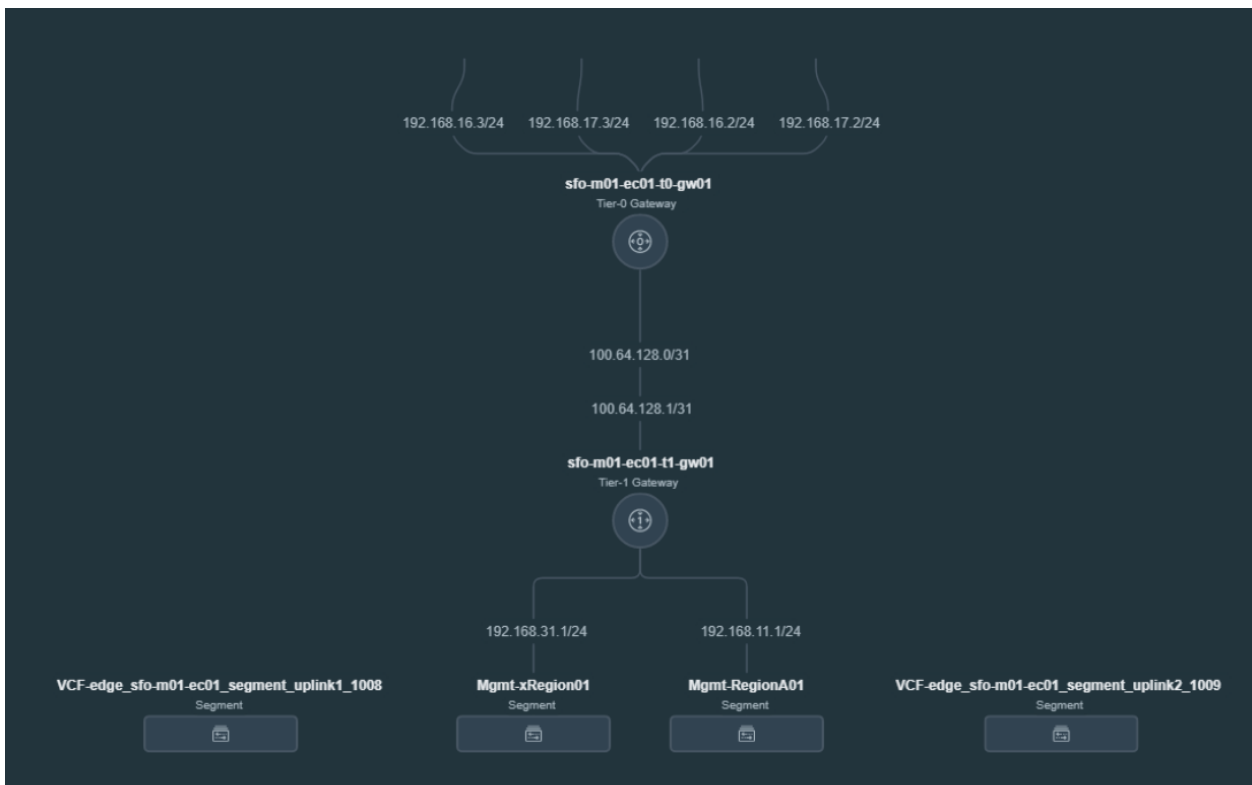 192.168.16.3/24 192.168.17.3/24 192.168.16.2/24 192.168.17.2/24
sfo-m01-ec01-t0-gw01
Tier-0 Gateway
100.64.128.0/31
100.64.128.1/31
sfo-m01-ec01-t1-gw01
Tier-1 Gateway
192.168.31.1/24 192.168.11.1/24
VCF-edge_sfo-m01-ec01_segment_uplink1_1008 Mgmt-xRegion01 Mgmt-RegionA01 VCF-edge_sfo-m01-ec01_segment_uplink2_1009
Segment Segment Segment Segment